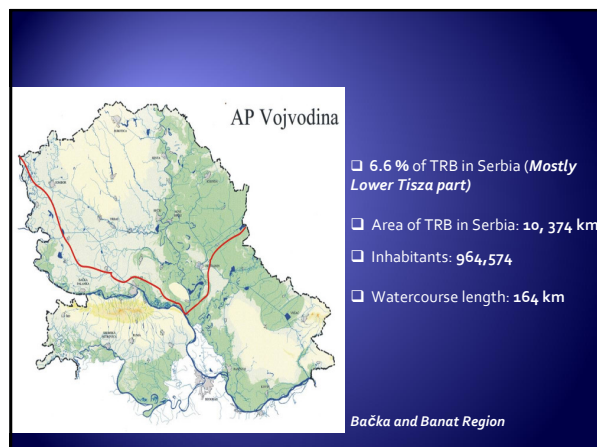 AP Vojvodina
❑ 6.6 % of TRB in Serbia (Mostly
Lower Tisza part)
❑ Area of TRB in Serbia: 10, 374 km
❑ Inhabitants: 964,574
❑ Watercourse length: 164 km
Bačka and Banat Region